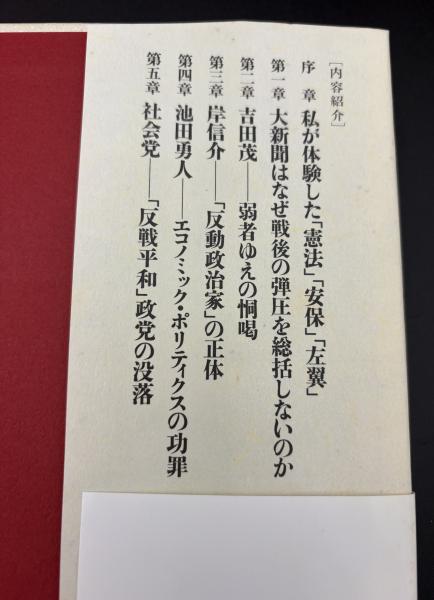 ［内容紹介］
序　章　私が体験した「憲法」「安保」「左翼」
第一章　大新聞はなぜ戦後の弾圧を総括しないのか
第二章　吉田茂――弱者ゆえの恫喝
第三章　岸信介――「反動政治家」の正体
第四章　池田勇人――エコノミック・ポリティクスの功罪
第五章　社会党――「反戦平和」政党の没落